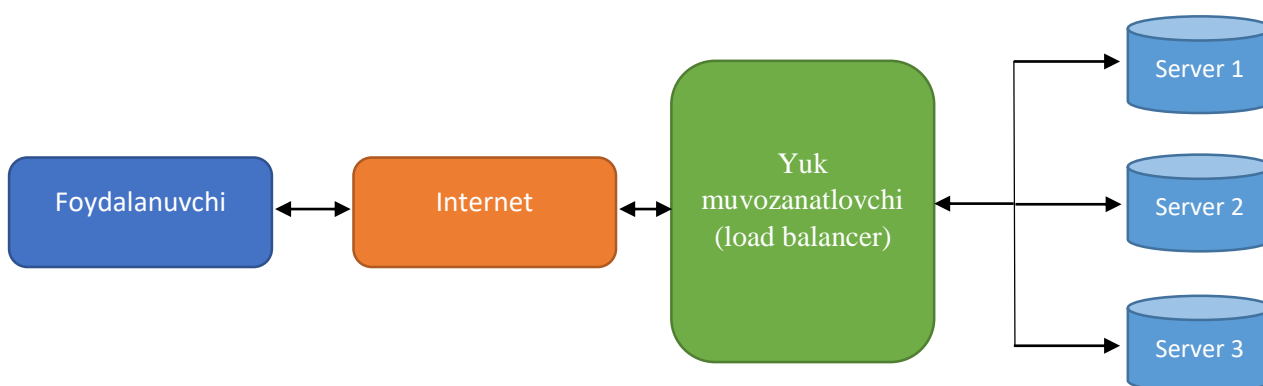 Foydalanuvchi
Internet
Yuk
muvozanatlovchi
(load balancer)
Server 1
Server 2
Server 3